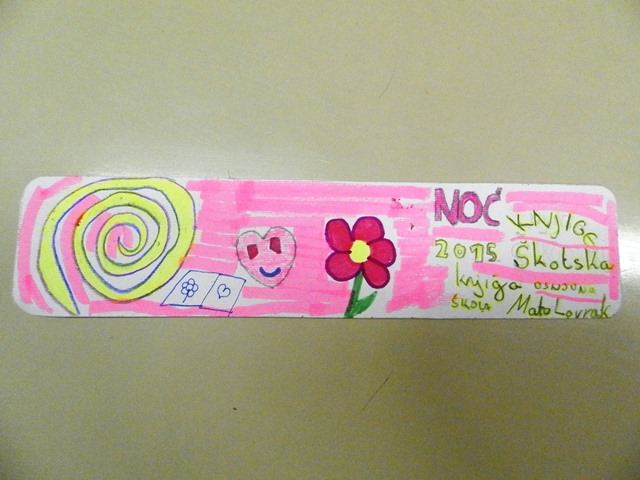 NOĆ KNJIGE
2015 Škotska
knjiga OSNOVNA
ŠKOLA Mato Lovrak